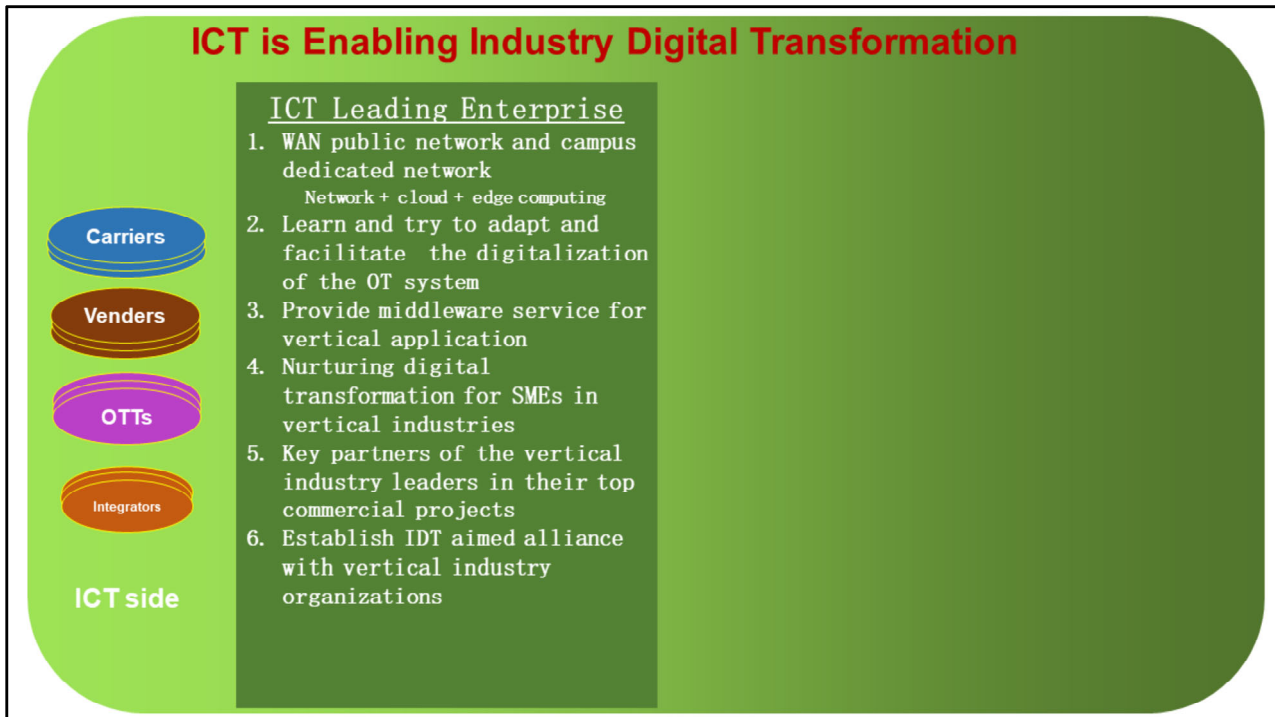 ICT is Enabling Industry Digital Transformation
Carriers
Venders
OTTs
Integrators
ICT side
ICT Leading Enterprise
1. WAN public network and campus
dedicated network
Network + cloud + edge computing
2. Learn and try to adapt and
facilitate the digitalization
of the OT system
3. Provide middleware service for
vertical application
4. Nurturing digital
transformation for SMEs in
vertical industries
5. Key partners of the vertical
industry leaders in their top
commercial projects
6. Establish IDT aimed alliance
with vertical industry
organizations